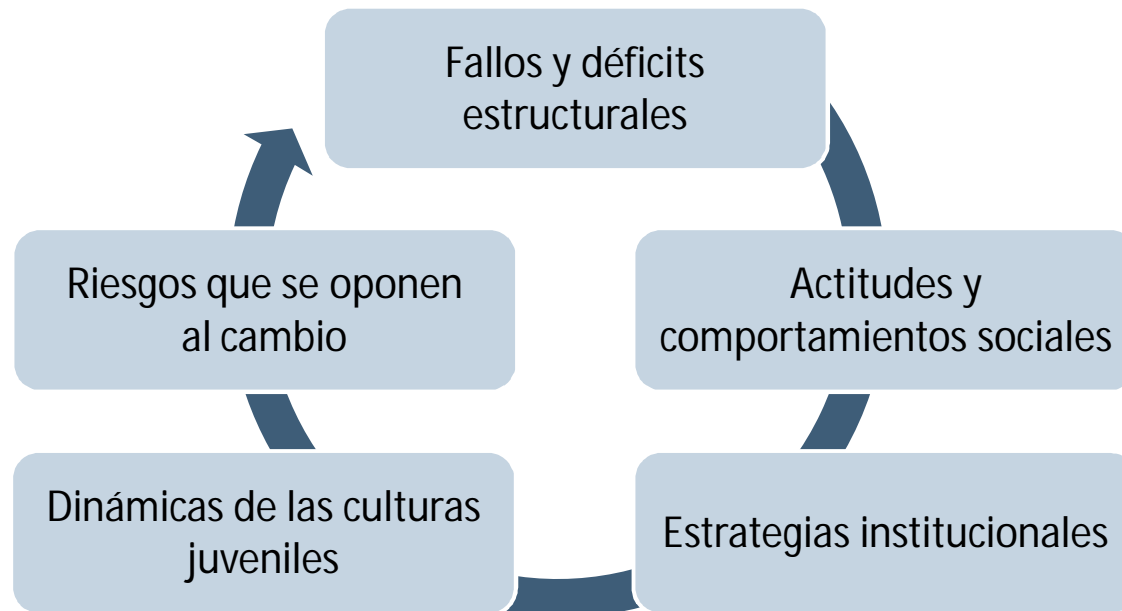 Fallos y déficits
estructurales
Actitudes y
comportamientos sociales
Estrategias institucionales
Dinámicas de las culturas
juveniles
Riesgos que se oponen
al cambio